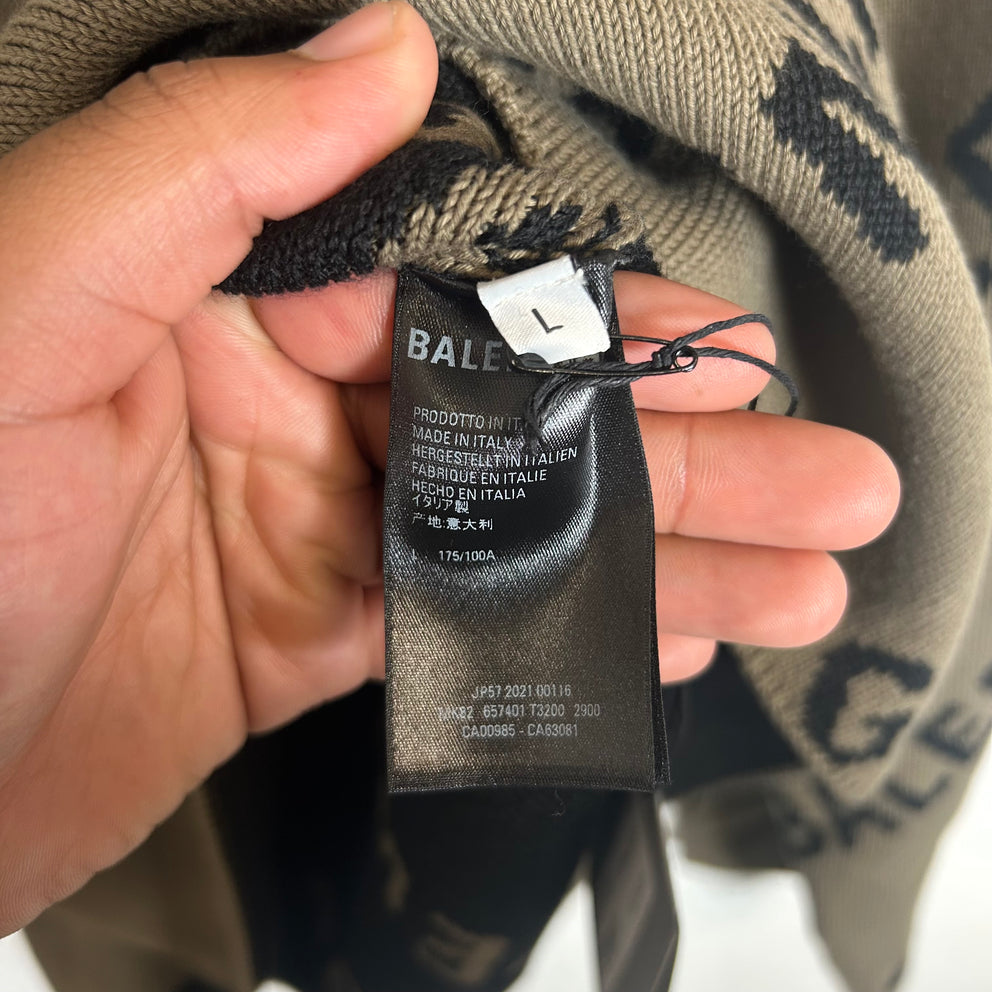 L
BALE
PRODOTTO IN IT
MADE IN ITALY
HERGESTELLT IN ITALIEN
FABRIQUE EN ITALIE
HECHO EN ITALIA
イタリア製
产地:意大利
L 175/100A
JP57 2021 00116
657401 T3200 2900
CA00985 - CA63081
G
BALE